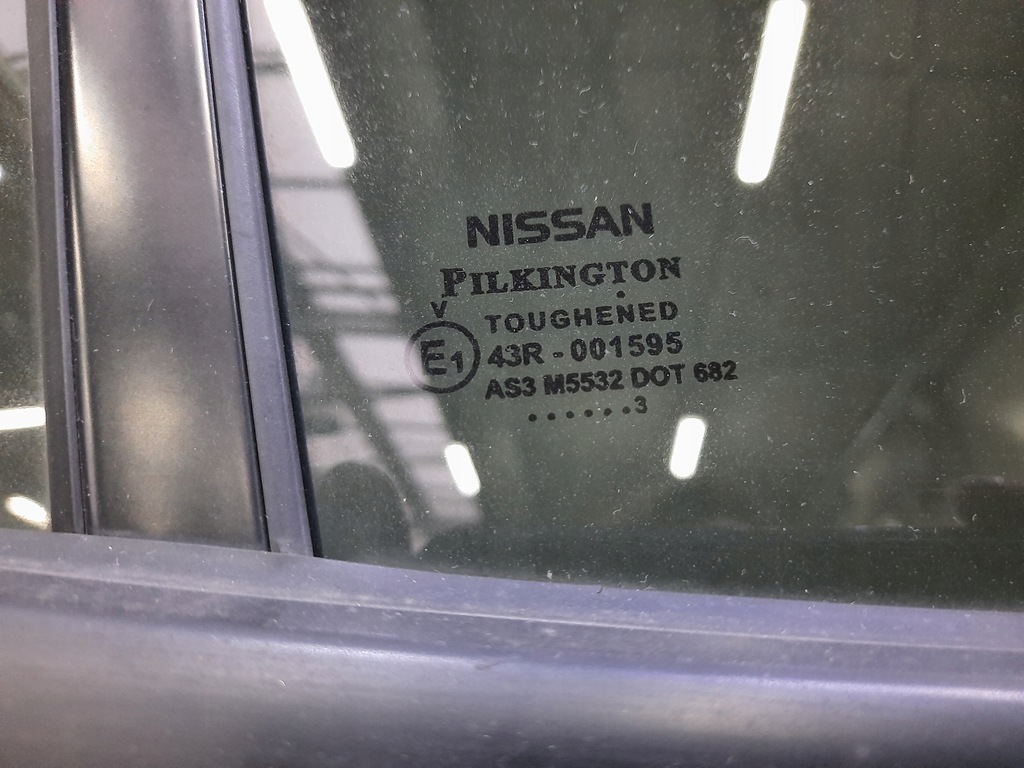 NISSAN
PILKINGTON
V
TOUGHENED
E1 43R - 001595
AS3 M5532 DOT 682
. . . . . . 3